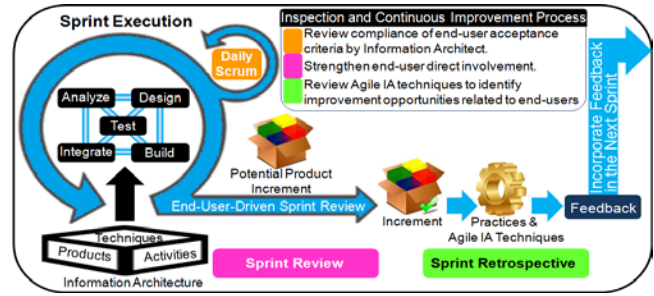 Sprint Execution
Daily
Scrum
Analyze
Design
Test
Integrate
Build
Techniques
Products
Activities
Information Architecture
Inspection and Continuous Improvement Process
Review compliance of end-user acceptance
criteria by Information Architect.
Strengthen end-user direct involvement.
Review Agile IA techniques to identify
improvement opportunities related to end-users
Potential Product
Increment
End-User-Driven Sprint Review
Increment
Practices &
Agile IA Techniques
Feedback
Incorporate Feedback
in the Next Sprint
Sprint Review
Sprint Retrospective